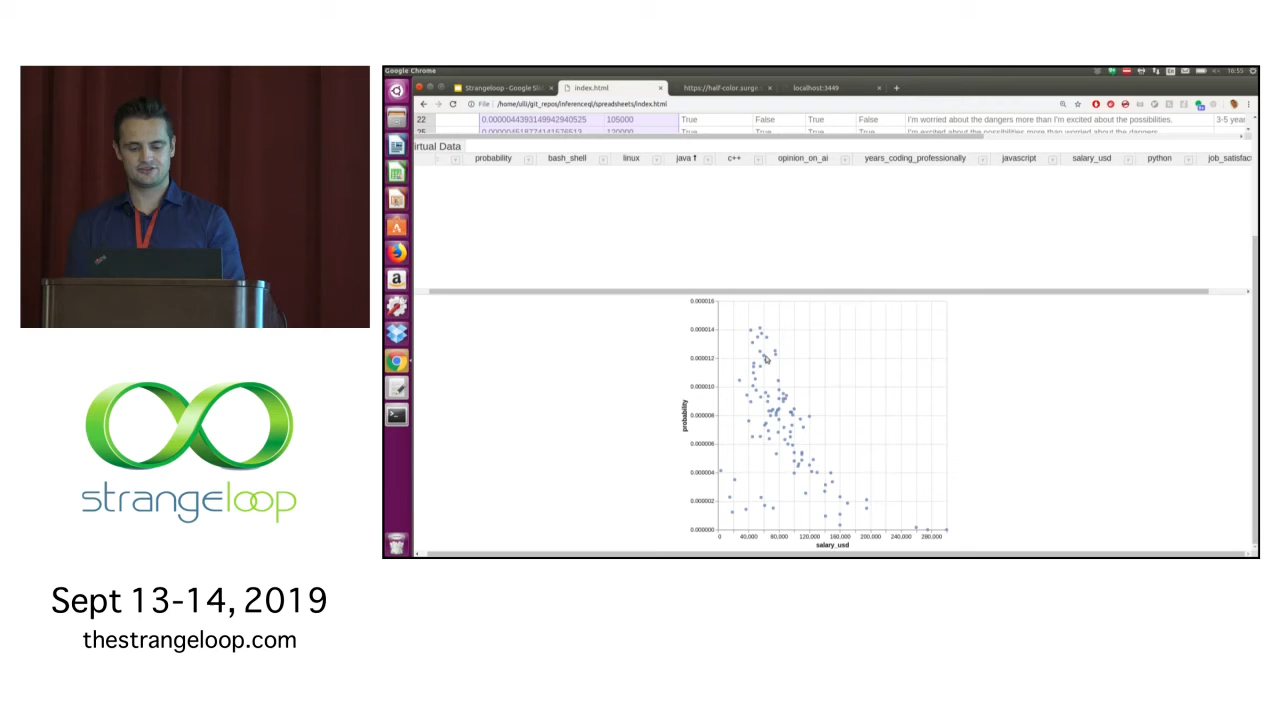 Google Chrome
16:55
Strangeloop - Google Sli
index.html
https://half-color.surge.
localhost:3449
File
/home/ulli/git_repos/inferenceql/spreadsheets/index.html
22 0.0000044393149942940525 105000 True False True False I'm worried about the dangers more than I'm excited about the possibilities. 3-5 year
irtual Data
probability bash_shell linux java c++ opinion_on_ai years_coding_professionally javascript salary_usd python job_satisfac
0.000016
0.000014
0.000012
0.000010
0.000008
0.000006
0.000004
0.000002
0.000000
probability
0 40,000 80,000 120,000 160,000 200,000 240,000 280,000
salary_usd
strangeloop
Sept 13-14, 2019
thestrangeloop.com